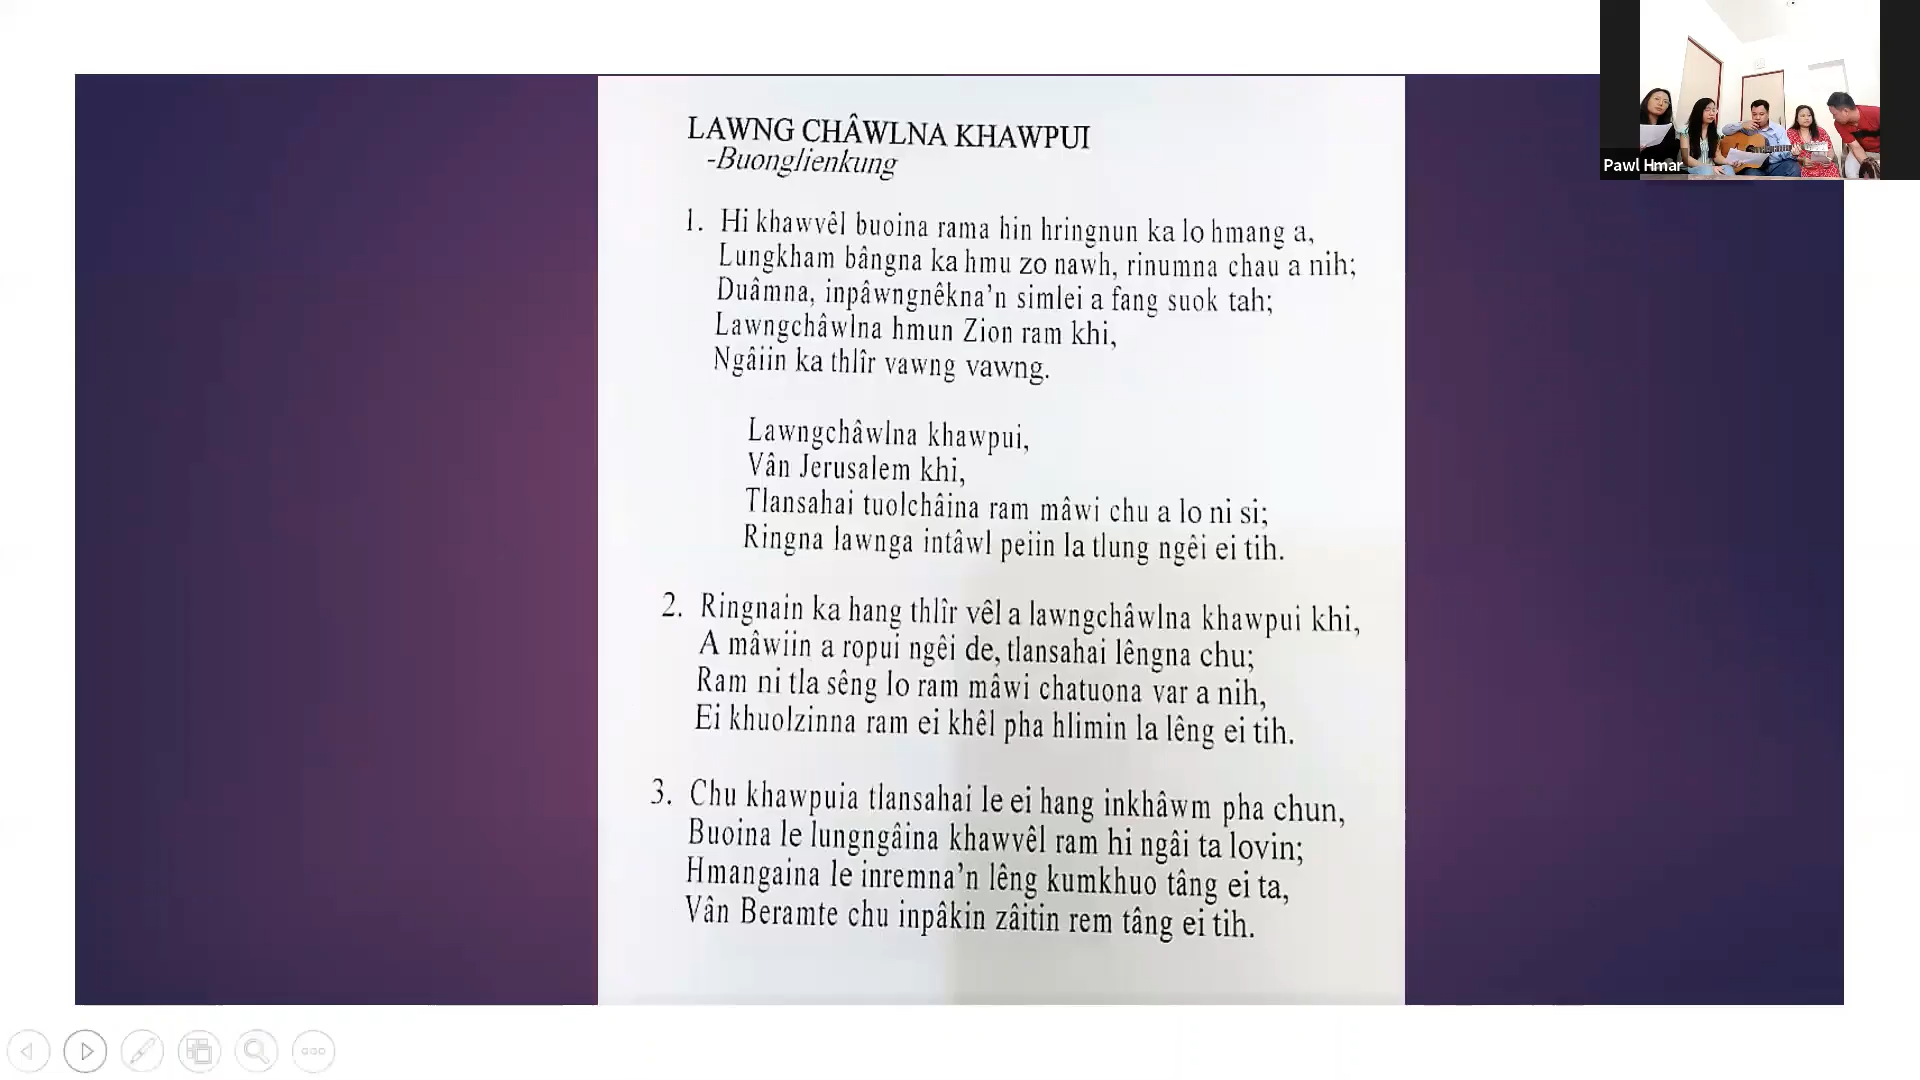 LAWNG CHÂWLNA KHAWPUI
-Buonglienkung
1. Hi khawvêl buoina rama hin hringnun ka lo hmang a,
Lungkham bângna ka hmu zo nawh, rinumna chau a nih;
Duâmna, inpâwngnêkna’n simlei a fang suok tah;
Lawngchâwlna hmun Zion ram khi,
Ngâiin ka thlîr vawng vawng.
Lawngchâwlna khawpui,
Vân Jerusalem khi,
Tlansahai tuolchâina ram mâwi chu a lo ni si;
Ringna lawnga intâwl peiin la tlung ngêi ei tih.
2. Ringnain ka hang thlîr vêl a lawngchâwlna khawpui khi,
A mâwiin a ropui ngêi de, tlansahai lêngna chu;
Ram ni tla sêng lo ram mâwi chatuona var a nih,
Ei khuolzinna ram ei khêl pha hlimin la lêng ei tih.
3. Chu khawpuia tlansahai le ei hang inkhâwm pha chun,
Buoina le lungngâina khawvêl ram hi ngâi ta lovin;
Hmangaina le inremna’n lêng kumkhuo tâng ei ta,
Vân Beramte chu inpâkin zâitin rem tâng ei tih.
Pawl Hmar